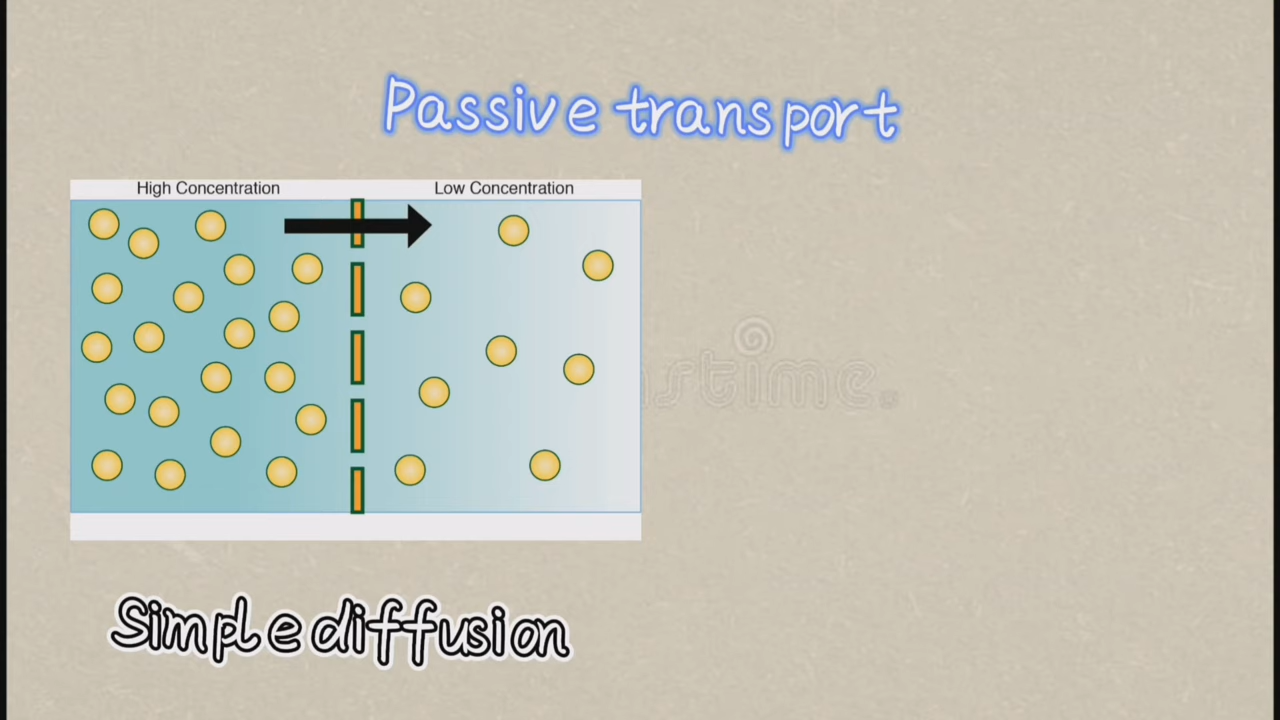 Passive transport
High Concentration Low Concentration
Simple diffusion